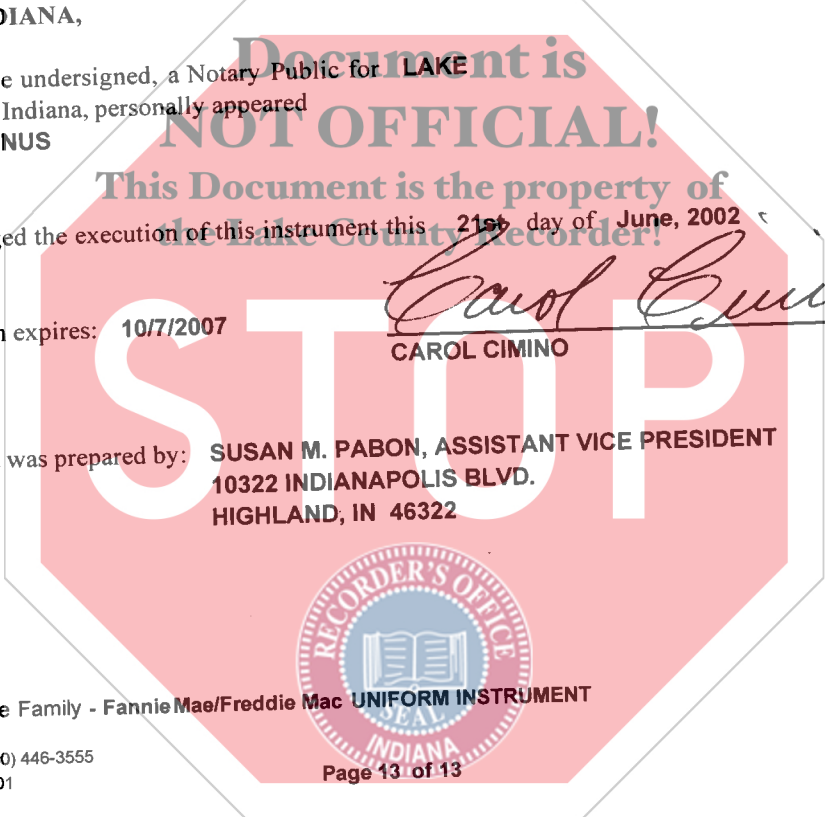 DIANA,
Document is
e undersigned, a Notary Public for LAKE
Indiana, personally appeared
NOT OFFICIAL!
NUS
This Document is the property of
ed the execution of this instrument this 21st day of June, 2002
the Lake County Recorder!
Carol
expires: 10/7/2007
CAROL CIMINO
STOP
was prepared by: SUSAN M. PABON, ASSISTANT VICE PRESIDENT
10322 INDIANAPOLIS BLVD.
HIGHLAND, IN 46322
RECORDER'S OFFICE
SEAL
INDIANA
e Family - Fannie Mae/Freddie Mac UNIFORM INSTRUMENT
0) 446-3555
01
Page 13 of 13